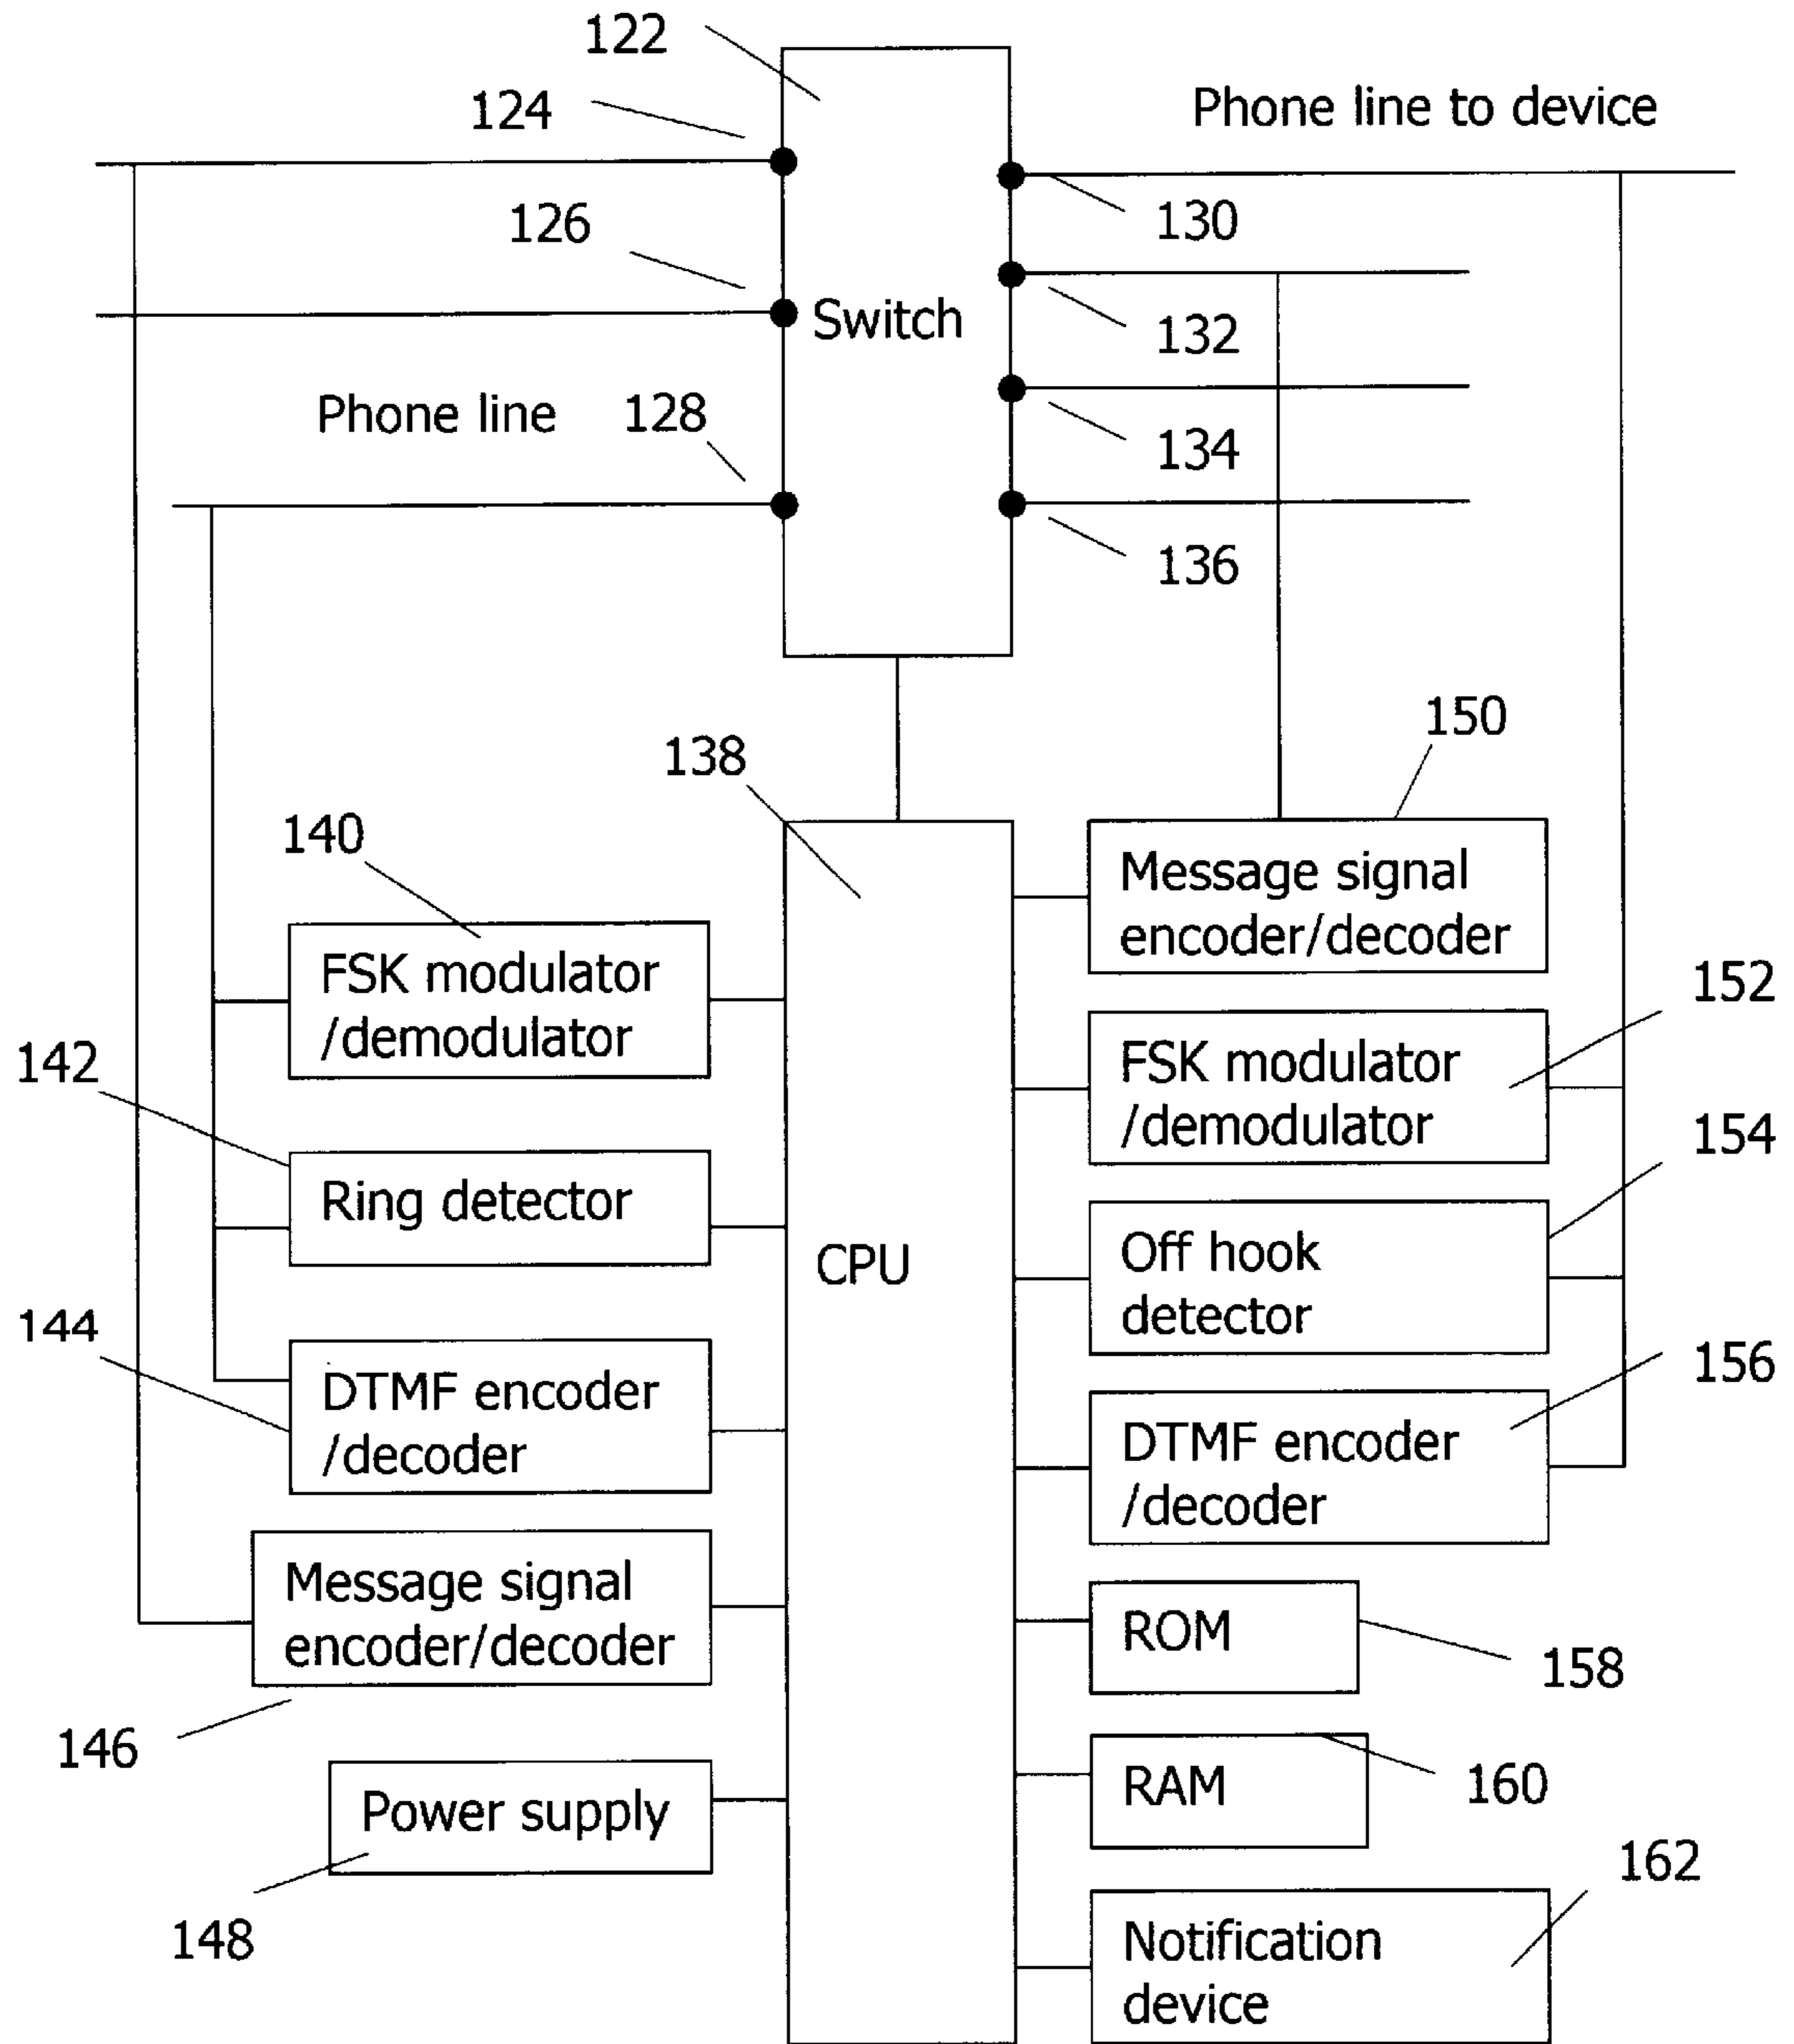 122
124
Phone line to device
126
130
Switch
132
Phone line
128
134
136
150
138
140
Message signal
encoder/decoder
FSK modulator
/demodulator
152
142
FSK modulator
/demodulator
154
Ring detector
CPU
Off hook
detector
144
156
DTMF encoder
/decoder
DTMF encoder
/decoder
Message signal
encoder/decoder
ROM
158
146
RAM
160
Power supply
162
148
Notification
device